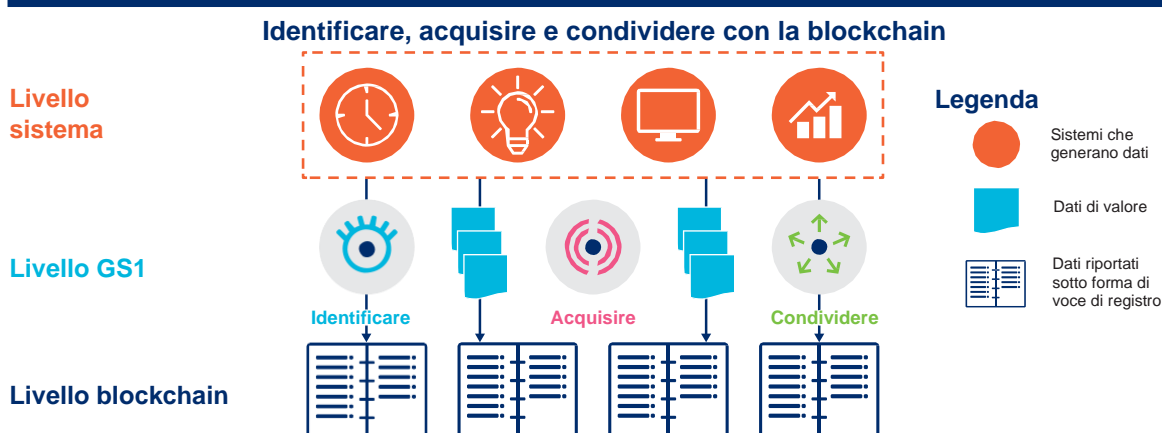 Identificare, acquisire e condividere con la blockchain
Livello
sistema
Legenda
Sistemi che
generano dati
Dati di valore
Livello GS1
Dati riportati
sotto forma di
voce di registro
Identificare
Acquisire
Condividere
Livello blockchain